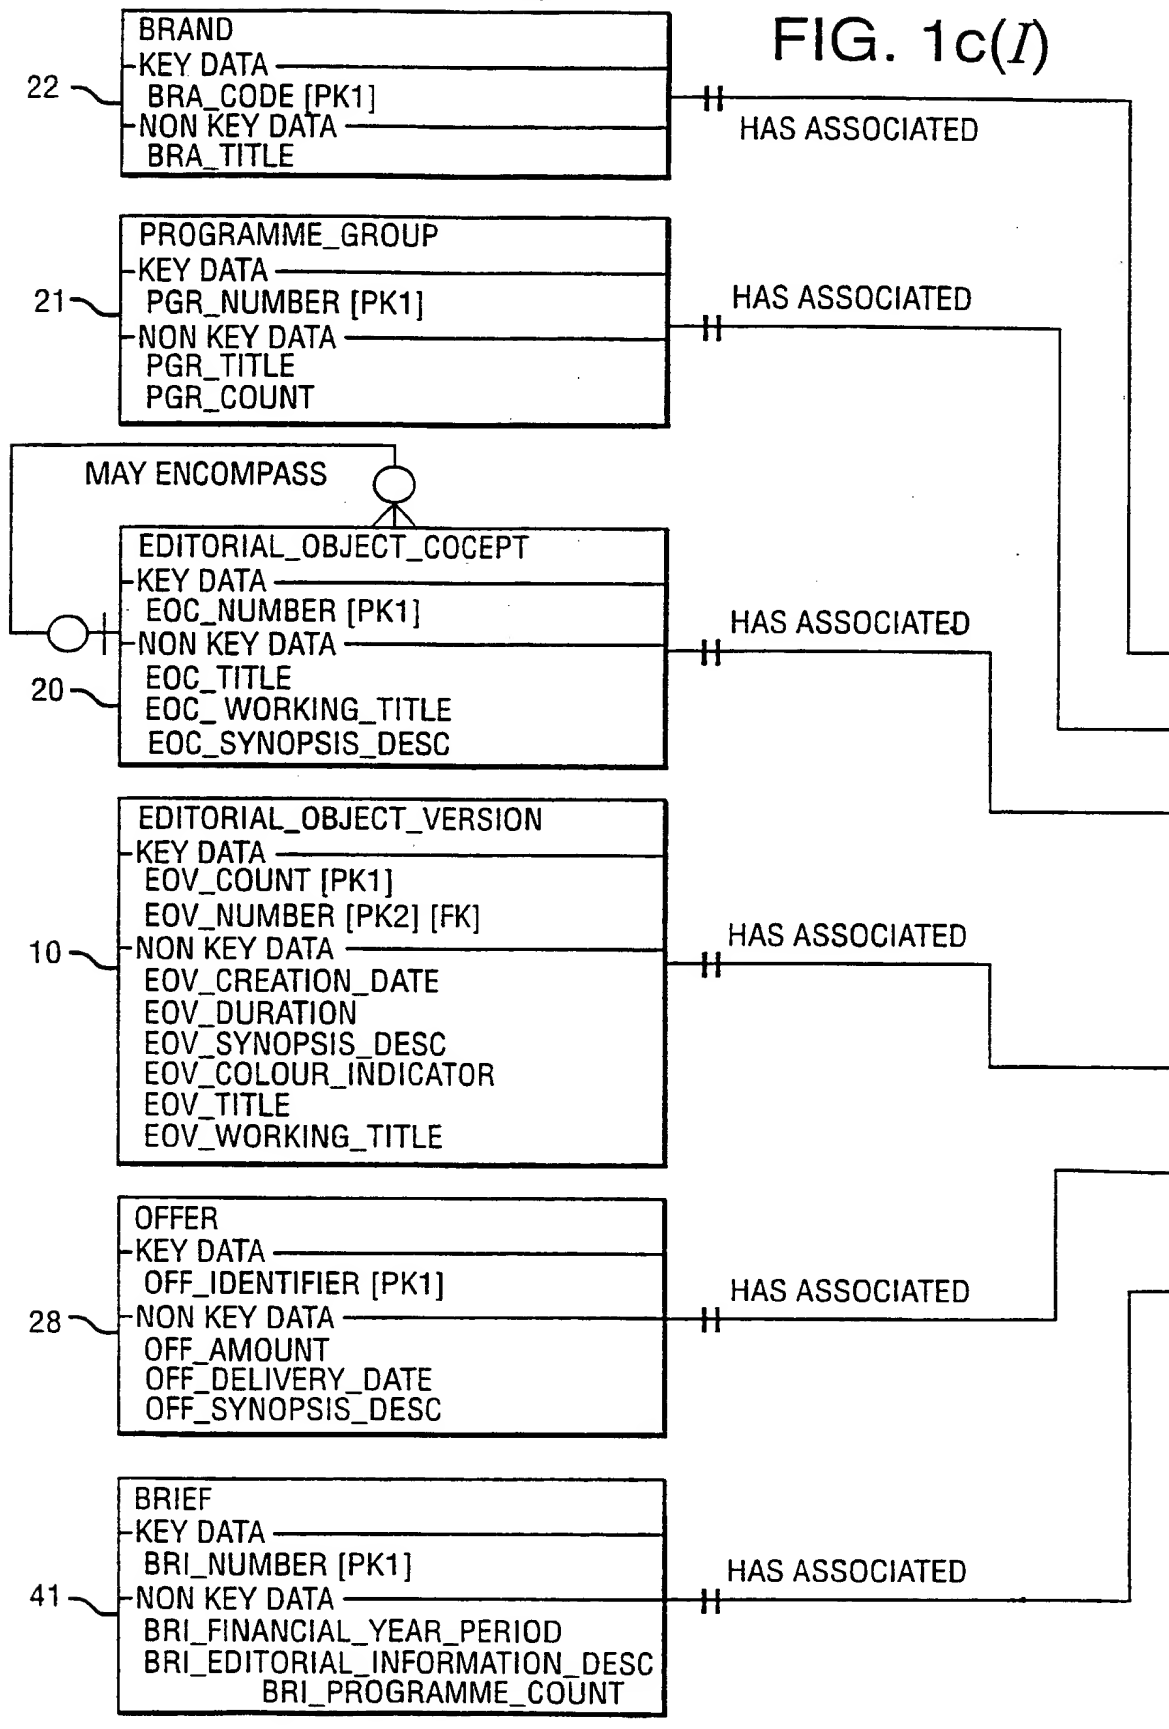 FIG. 1c(I)
BRAND
KEY DATA
22
BRA_CODE [PK1]
NON KEY DATA
BRA_TITLE
HAS ASSOCIATED
PROGRAMME_GROUP
KEY DATA
21
PGR_NUMBER [PK1]
NON KEY DATA
PGR_TITLE
PGR_COUNT
HAS ASSOCIATED
MAY ENCOMPASS
EDITORIAL_OBJECT_COCEPT
KEY DATA
EOC_NUMBER [PK1]
NON KEY DATA
20
EOC_TITLE
EOC_ WORKING_TITLE
EOC_SYNOPSIS_DESC
HAS ASSOCIATED
EDITORIAL_OBJECT_VERSION
KEY DATA
EOV_COUNT [PK1]
EOV_NUMBER [PK2] [FK]
10
NON KEY DATA
EOV_CREATION_DATE
EOV_DURATION
EOV_SYNOPSIS_DESC
EOV_COLOUR_INDICATOR
EOV_TITLE
EOV_WORKING_TITLE
HAS ASSOCIATED
OFFER
KEY DATA
OFF_IDENTIFIER [PK1]
28
NON KEY DATA
OFF_AMOUNT
OFF_DELIVERY_DATE
OFF_SYNOPSIS_DESC
HAS ASSOCIATED
BRIEF
KEY DATA
BRI_NUMBER [PK1]
41
NON KEY DATA
BRI_FINANCIAL_YEAR_PERIOD
BRI_EDITORIAL_INFORMATION_DESC
BRI_PROGRAMME_COUNT
HAS ASSOCIATED